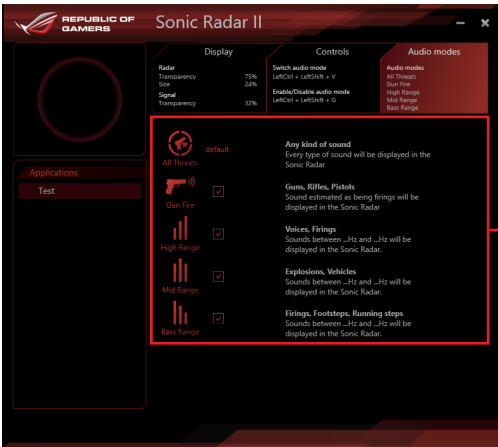 REPUBLIC OF
GAMERS
Sonic Radar II
Display
Controls
Audio modes
Radar
Transparency 75%
Size 24%
Signal
Transparency 32%
Switch audio mode
LeftCtrl + LeftShift + V
Enable/Disable audio mode
LeftCtrl + LeftShift + G
Audio modes
All Threats
Gun Fire
High Range
Mid Range
Bass Range
Applications
Test
All Threats
default
Any kind of sound
Every type of sound will be displayed in the
Sonic Radar
Gun Fire
Guns, Rifles, Pistols
Sound estimated as being firings will be
displayed in the Sonic Radar
High Range
Voices, Firings
Sounds between ...Hz and ...Hz will be
displayed in the Sonic Radar.
Mid Range
Explosions, Vehicles
Sounds between ...Hz and ...Hz will be
displayed in the Sonic Radar.
Bass Range
Firings, Footsteps, Running steps
Sounds between ...Hz and ...Hz will be
displayed in the Sonic Radar.